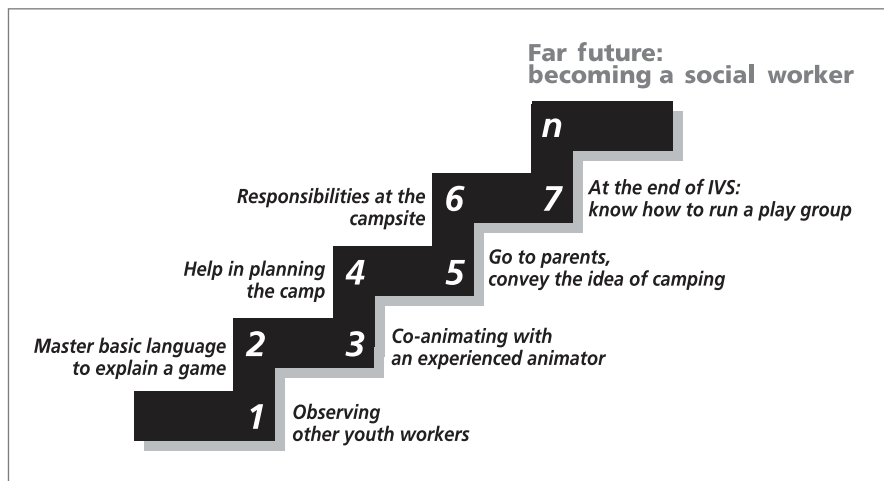 Far future:
becoming a social worker
n
Responsibilities at the
campsite
6
7
At the end of IVS:
know how to run a play group
Help in planning
the camp
4
5
Go to parents,
convey the idea of camping
Master basic language
to explain a game
2
3
Co-animating with
an experienced animator
1
Observing
other youth workers